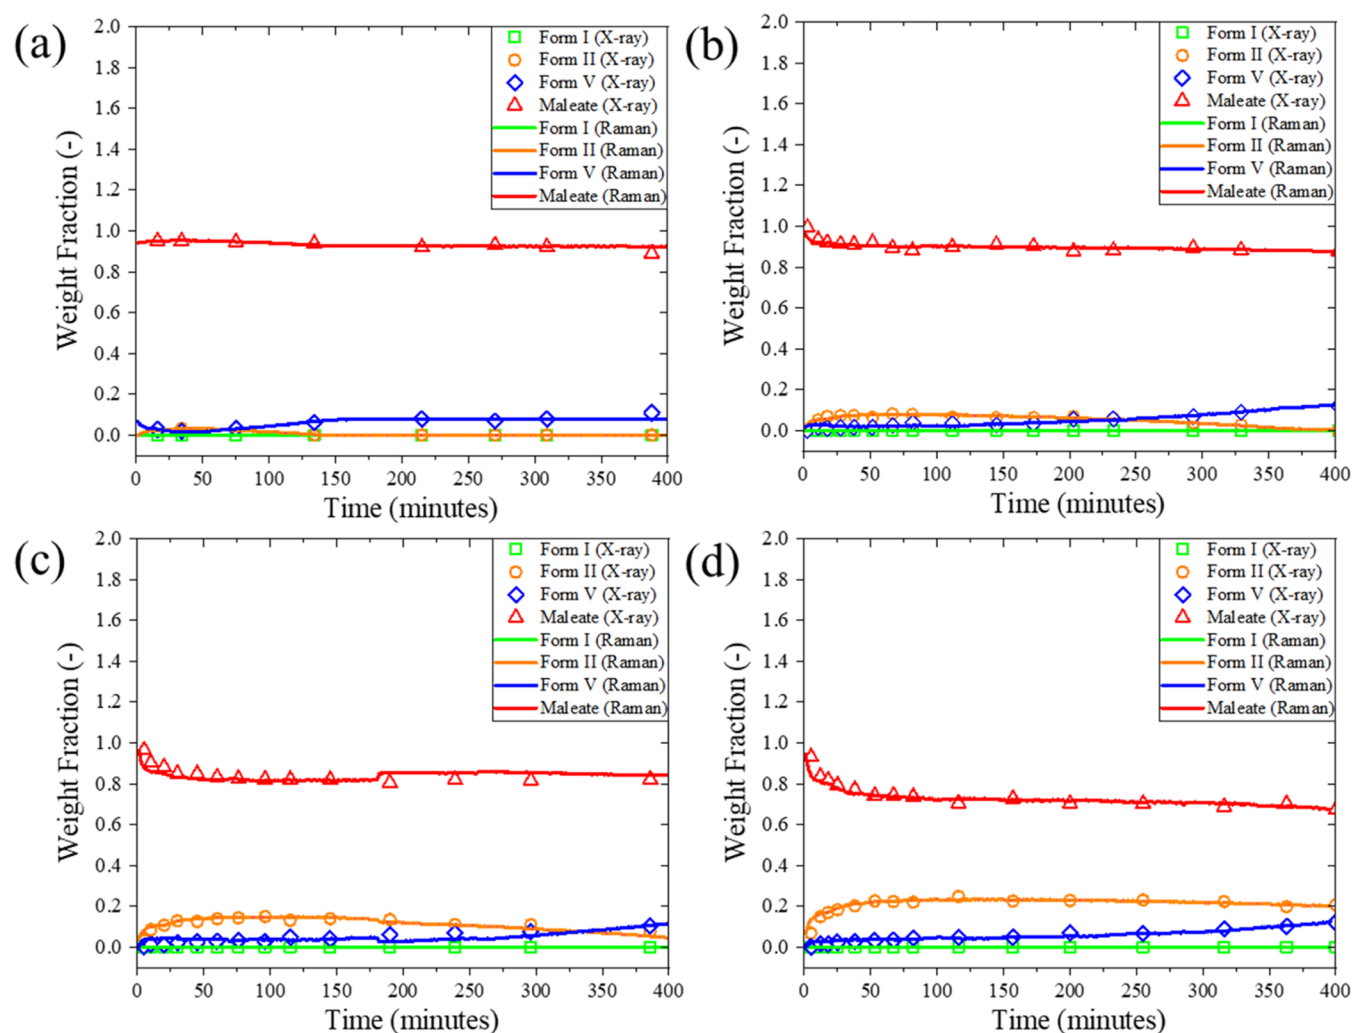 (a)
Weight Fraction (-)
2.0
1.8
1.6
1.4
1.2
1.0
0.8
0.6
0.4
0.2
0.0
Form I (X-ray)
Form II (X-ray)
Form V (X-ray)
Maleate (X-ray)
Form I (Raman)
Form II (Raman)
Form V (Raman)
Maleate (Raman)
0 50 100 150 200 250 300 350 400
Time (minutes)
(b)
Weight Fraction (-)
2.0
1.8
1.6
1.4
1.2
1.0
0.8
0.6
0.4
0.2
0.0
Form I (X-ray)
Form II (X-ray)
Form V (X-ray)
Maleate (X-ray)
Form I (Raman)
Form II (Raman)
Form V (Raman)
Maleate (Raman)
0 50 100 150 200 250 300 350 400
Time (minutes)
(c)
Weight Fraction (-)
2.0
1.8
1.6
1.4
1.2
1.0
0.8
0.6
0.4
0.2
0.0
Form I (X-ray)
Form II (X-ray)
Form V (X-ray)
Maleate (X-ray)
Form I (Raman)
Form II (Raman)
Form V (Raman)
Maleate (Raman)
0 50 100 150 200 250 300 350 400
Time (minutes)
(d)
Weight Fraction (-)
2.0
1.8
1.6
1.4
1.2
1.0
0.8
0.6
0.4
0.2
0.0
Form I (X-ray)
Form II (X-ray)
Form V (X-ray)
Maleate (X-ray)
Form I (Raman)
Form II (Raman)
Form V (Raman)
Maleate (Raman)
0 50 100 150 200 250 300 350 400
Time (minutes)